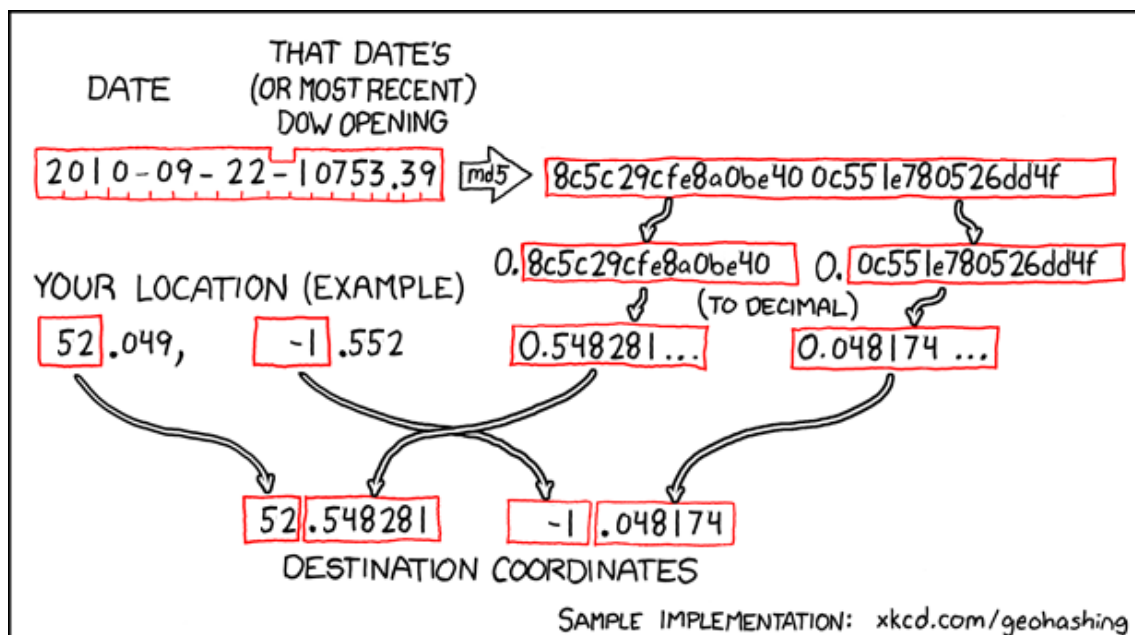 THAT DATE'S
DATE (OR MOST RECENT)
DOW OPENING
2010-09-22-10753.39 md5 8c5c29cfe8a0be40 0c551e780526dd4f
0.8c5c29cfe8a0be40 0.0c551e780526dd4f
YOUR LOCATION (EXAMPLE) (TO DECIMAL)
52.049, -1.552 0.548281... 0.048174 ...
52.548281 -1.048174
DESTINATION COORDINATES
SAMPLE IMPLEMENTATION: xkcd.com/geohashing